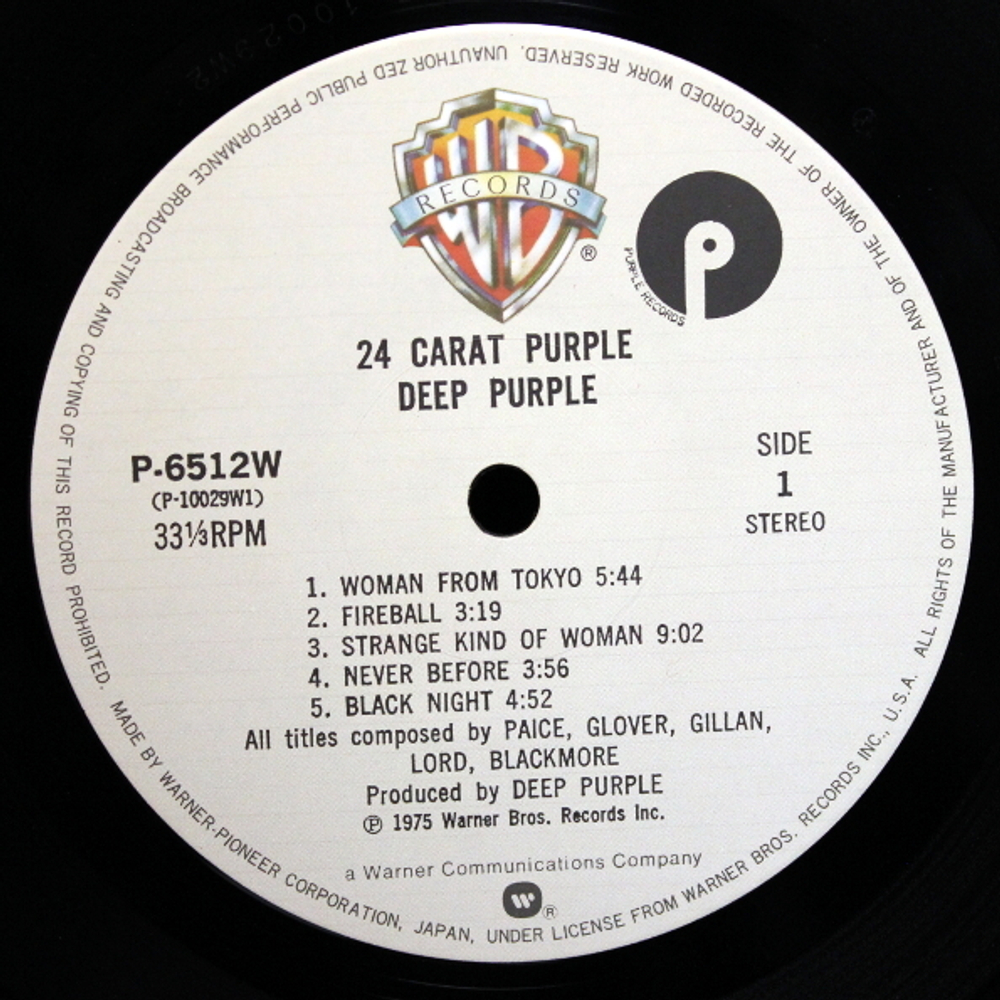 WB
RECORDS
®
P
PURPLE RECORDS
24 CARAT PURPLE
DEEP PURPLE
P-6512W
(P-10029W1)
33⅓RPM
SIDE
1
STEREO
1. WOMAN FROM TOKYO 5:44
2. FIREBALL 3:19
3. STRANGE KIND OF WOMAN 9:02
4. NEVER BEFORE 3:56
5. BLACK NIGHT 4:52
All titles composed by PAICE, GLOVER, GILLAN,
LORD, BLACKMORE
Produced by DEEP PURPLE
℗ 1975 Warner Bros. Records Inc.
a Warner Communications Company
W ®
MADE BY WARNER-PIONEER CORPORATION, JAPAN, UNDER LICENSE FROM WARNER BROS. RECORDS INC., U.S.A. ALL RIGHTS OF THE MANUFACTURER AND OF THE OWNER OF THE RECORDED WORK RESERVED. UNAUTHOR ZED PUBLIC PERFORMANCE BROADCASTING AND COPYING OF THIS RECORD PROHIBITED.